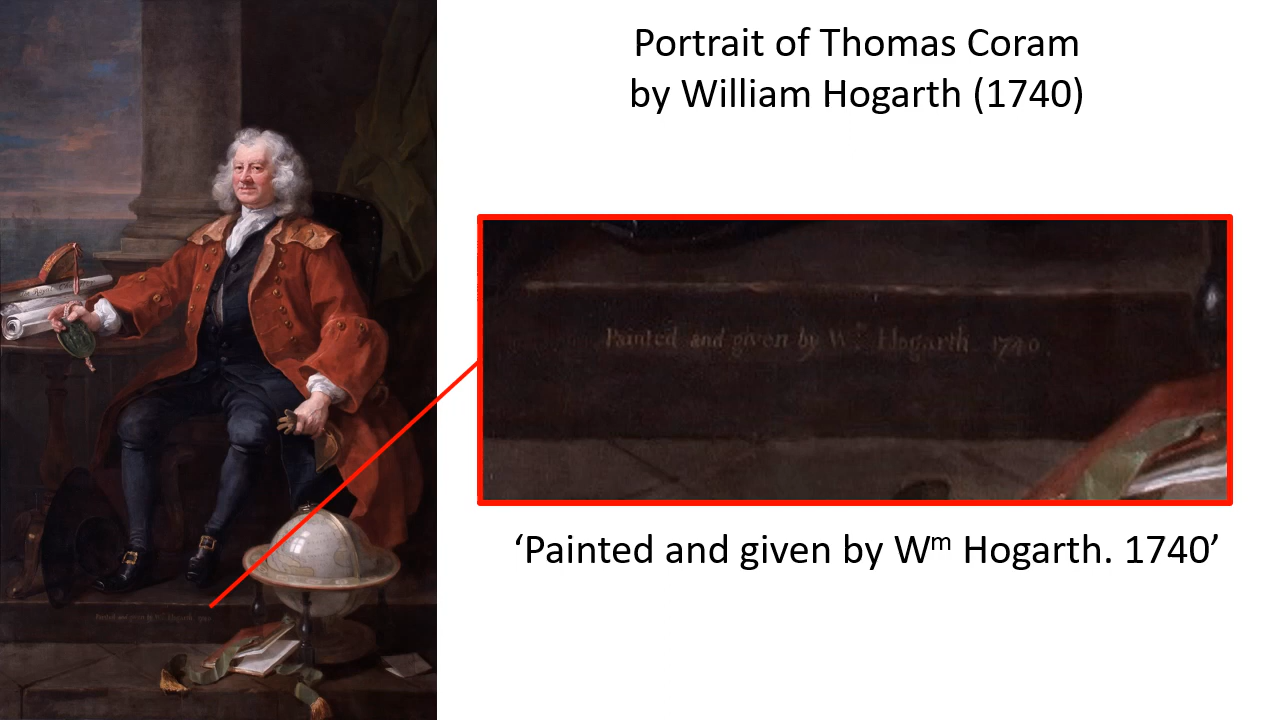 Portrait of Thomas Coram
by William Hogarth (1740)
Painted and given by Wm. Hogarth 1740.
‘Painted and given by Wᵐ Hogarth. 1740’